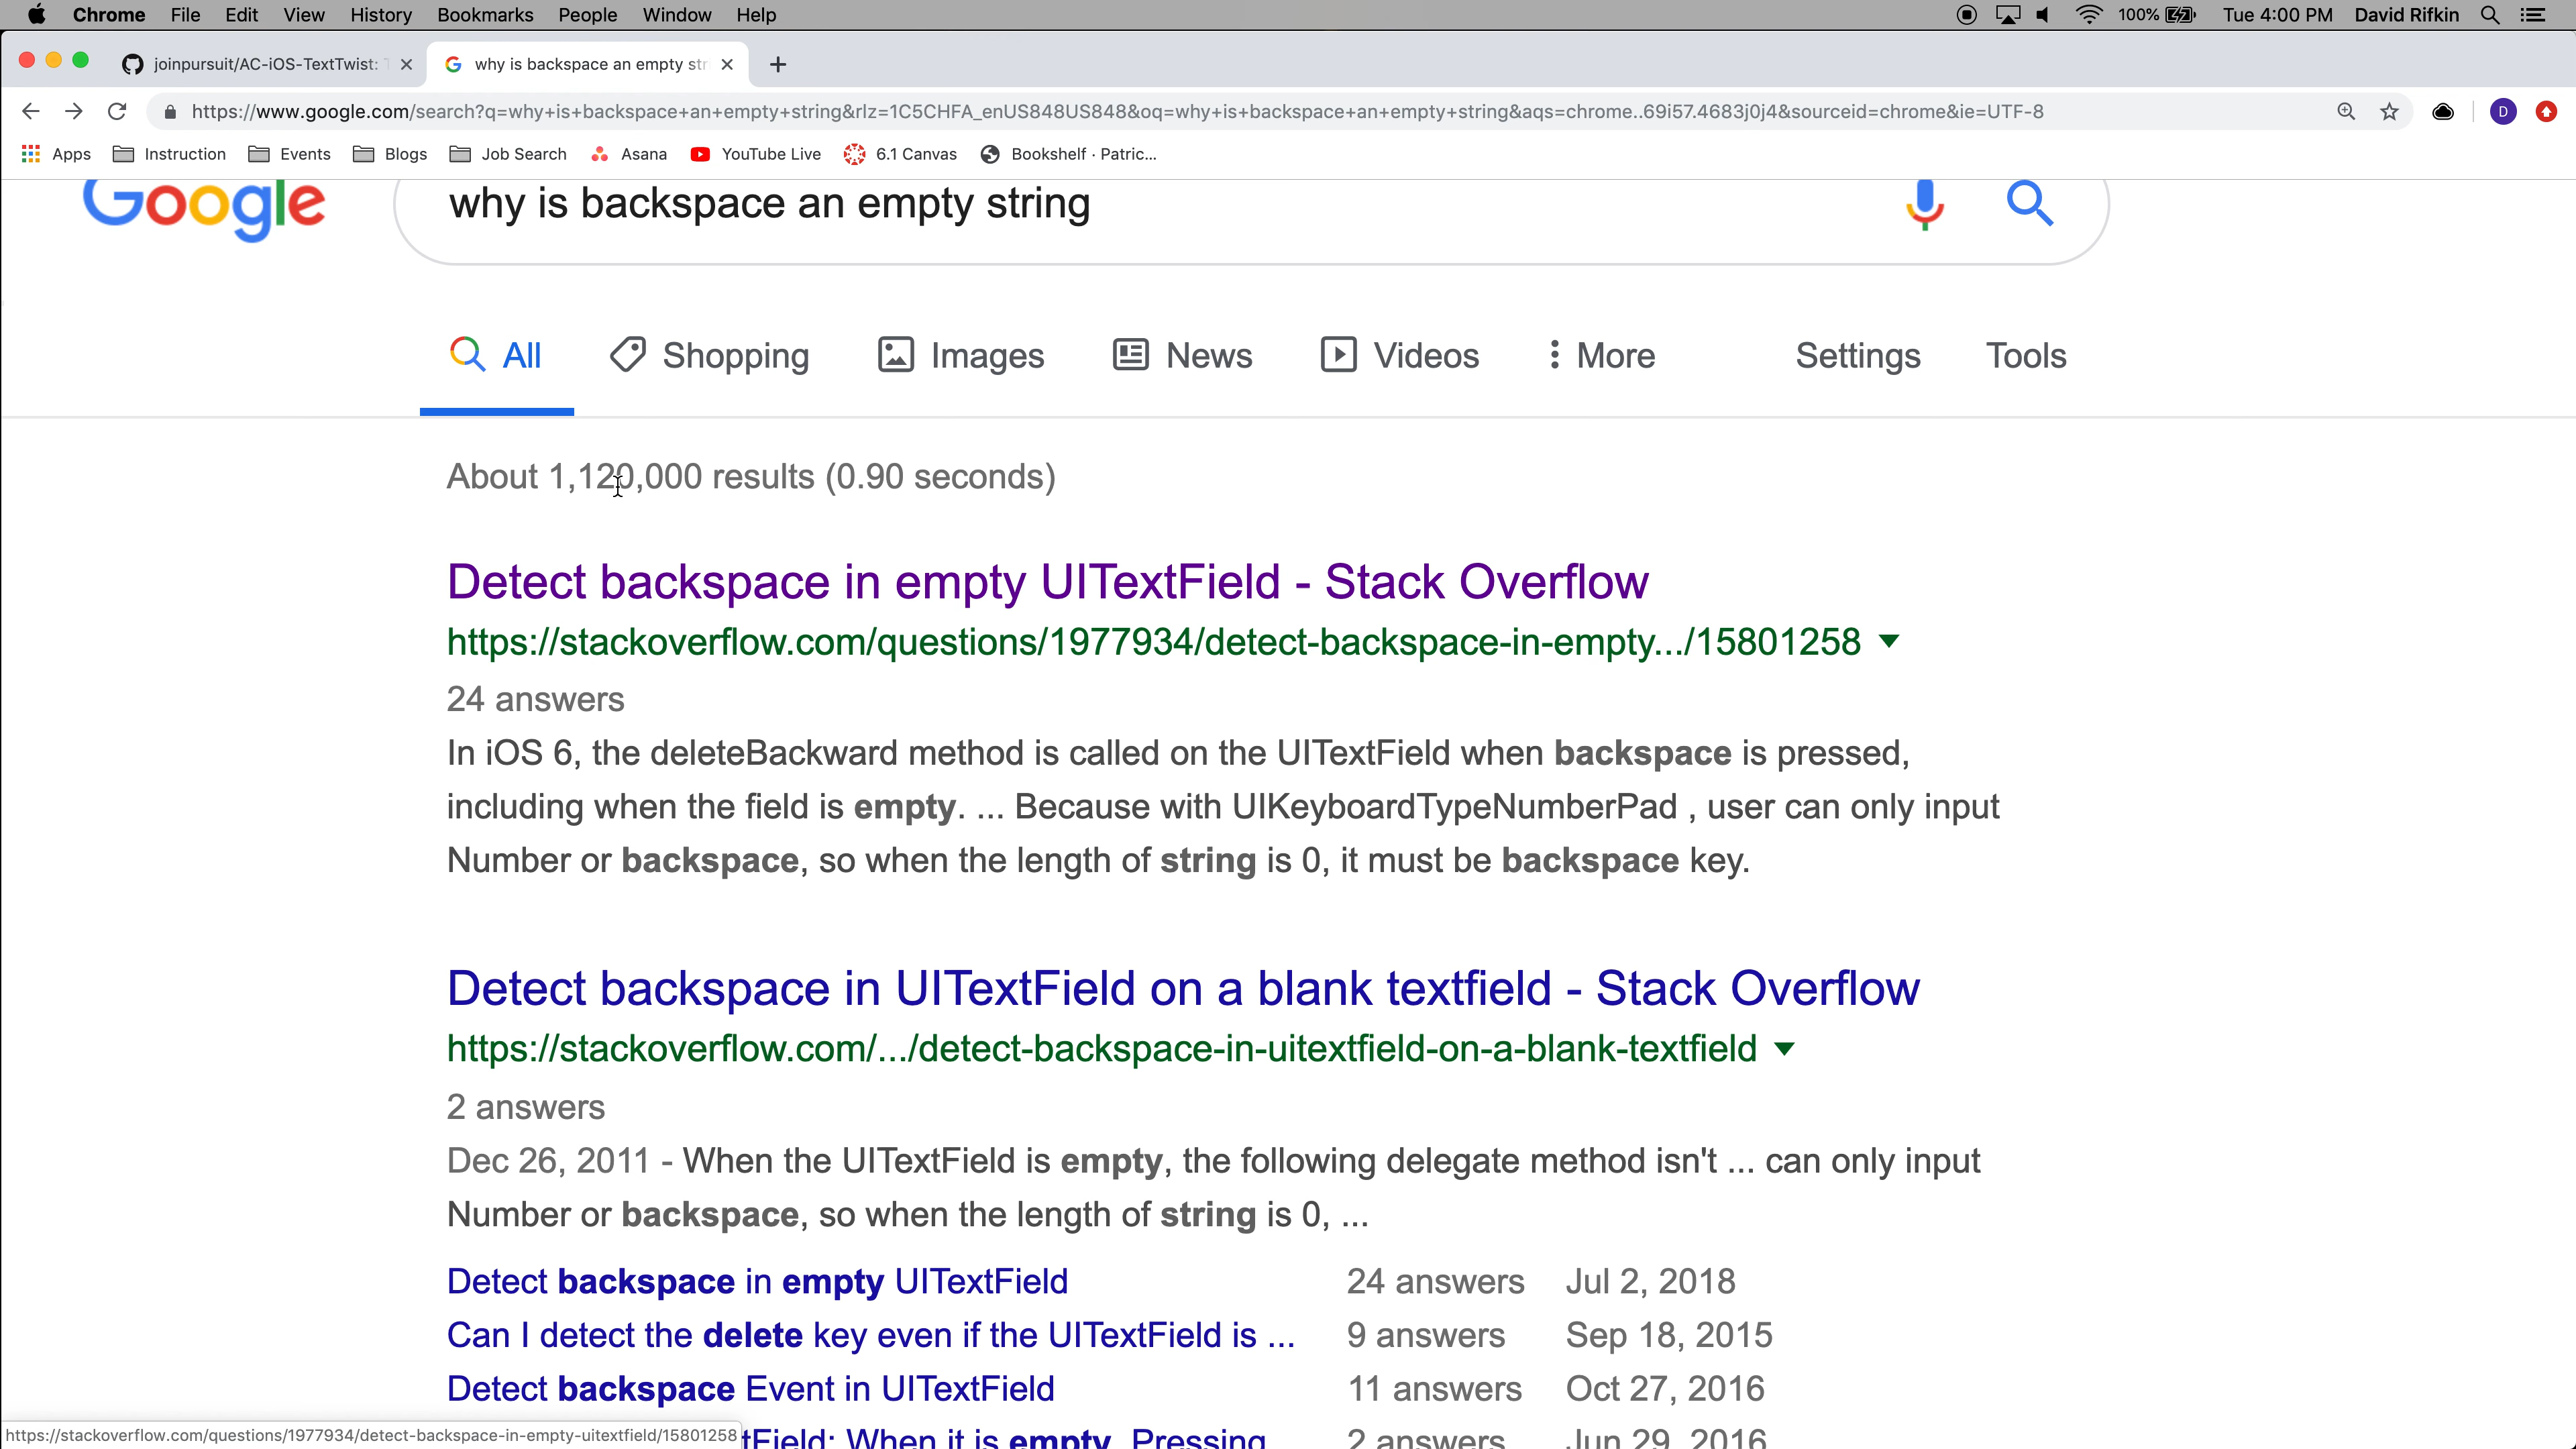 Chrome File Edit View History Bookmarks People Window Help 100% Tue 4:00 PM David Rifkin
joinpursuit/AC-iOS-TextTwist: why is backspace an empty str
https://www.google.com/search?q=why+is+backspace+an+empty+string&rlz=1C5CHFA_enUS848US848&oq=why+is+backspace+an+empty+string&aqs=chrome..69i57.4683j0j4&sourceid=chrome&ie=UTF-8 D
Apps Instruction Events Blogs Job Search Asana YouTube Live 6.1 Canvas Bookshelf · Patric...
Google why is backspace an empty string
All Shopping Images News Videos More Settings Tools
About 1,120,000 results (0.90 seconds)
Detect backspace in empty UITextField - Stack Overflow
https://stackoverflow.com/questions/1977934/detect-backspace-in-empty.../15801258
24 answers
In iOS 6, the deleteBackward method is called on the UITextField when backspace is pressed,
including when the field is empty. ... Because with UIKeyboardTypeNumberPad , user can only input
Number or backspace, so when the length of string is 0, it must be backspace key.
Detect backspace in UITextField on a blank textfield - Stack Overflow
https://stackoverflow.com/.../detect-backspace-in-uitextfield-on-a-blank-textfield
2 answers
Dec 26, 2011 - When the UITextField is empty, the following delegate method isn't ... can only input
Number or backspace, so when the length of string is 0, ...
Detect backspace in empty UITextField 24 answers Jul 2, 2018
Can I detect the delete key even if the UITextField is ... 9 answers Sep 18, 2015
Detect backspace Event in UITextField 11 answers Oct 27, 2016
tField: When it is empty, Pressing 2 answers Jun 29, 2016
https://stackoverflow.com/questions/1977934/detect-backspace-in-empty-uitextfield/15801258